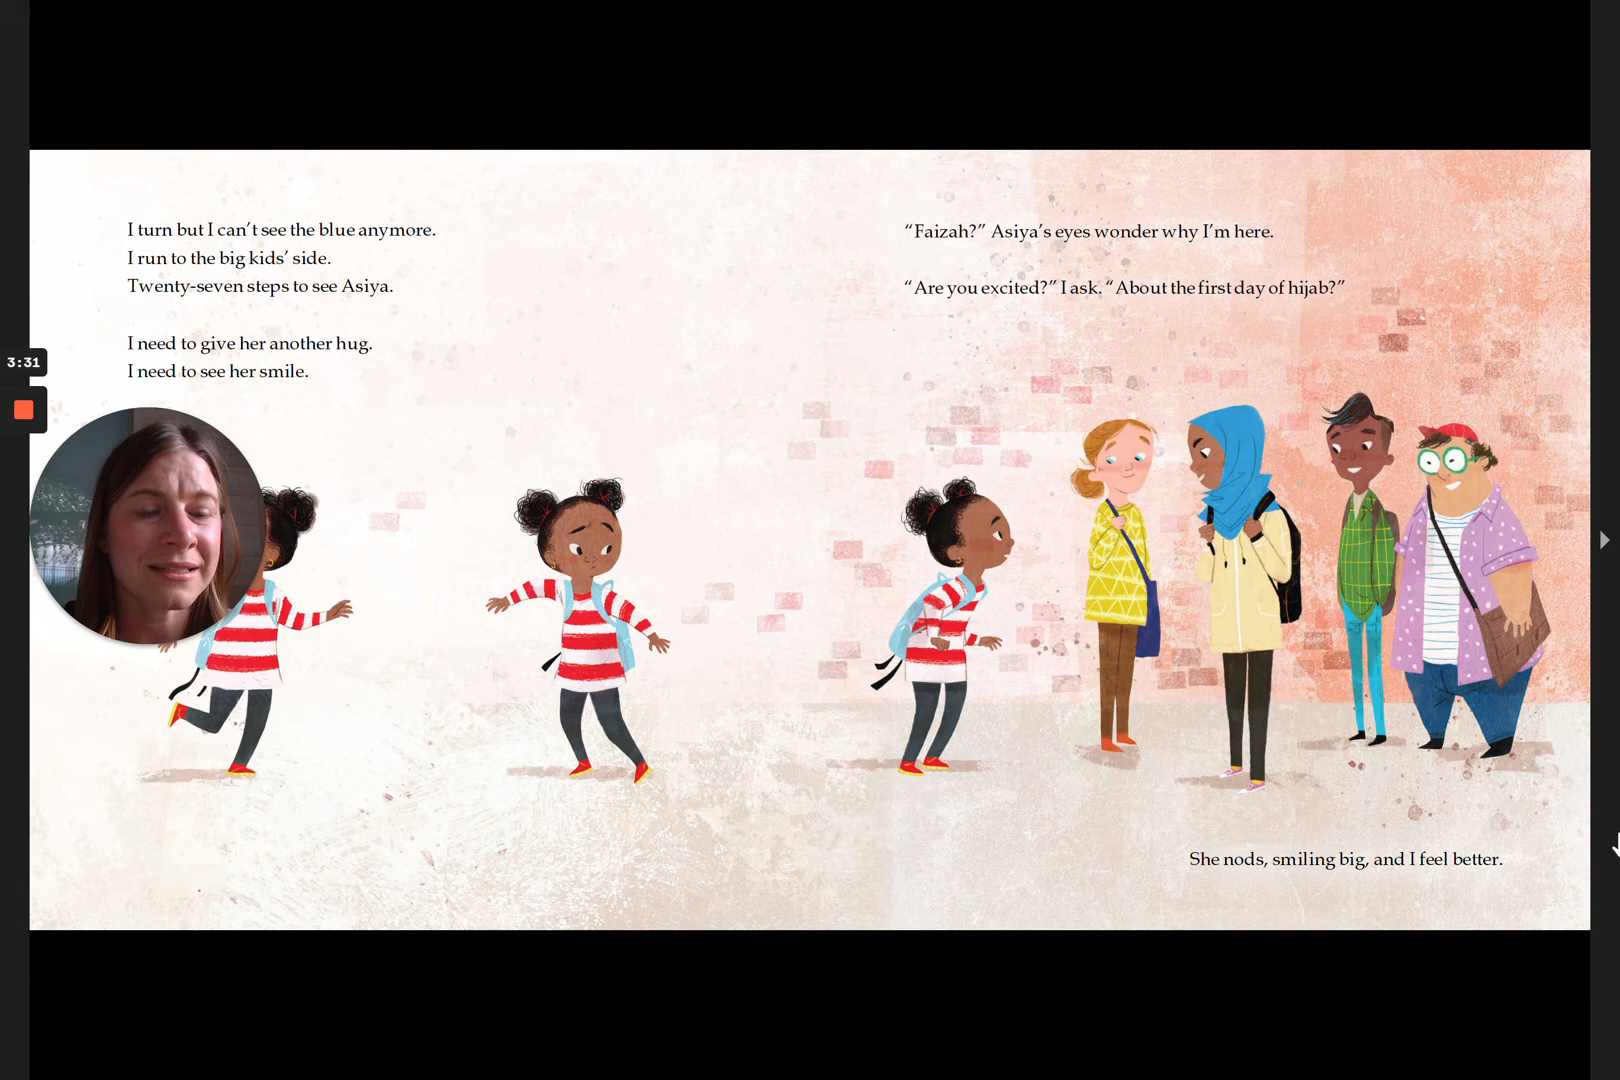 I turn but I can't see the blue anymore.
I run to the big kids' side.
Twenty-seven steps to see Asiya.
I need to give her another hug.
I need to see her smile.
3:31
“Faizah?” Asiya's eyes wonder why I'm here.
“Are you excited?” I ask. “About the first day of hijab?”
She nods, smiling big, and I feel better.